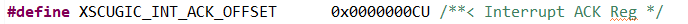 #define XSCUGIC_INT_ACK_OFFSET 0x0000000CU /**< Interrupt ACK Reg */